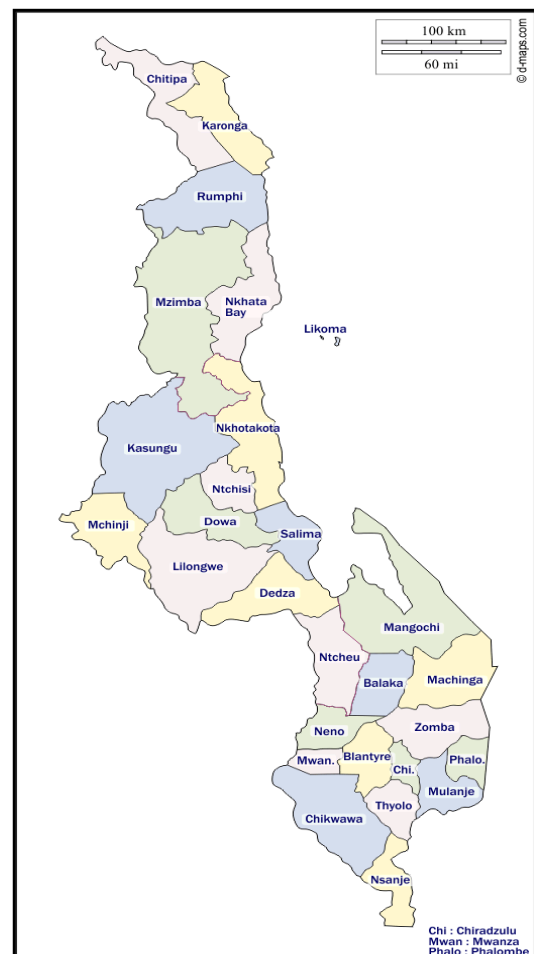 100 km
60 mi
© d-maps.com
Chitipa
Karonga
Rumphi
Mzimba
Nkhata
Bay
Likoma
Nkhotakota
Kasungu
Ntchisi
Mchinji
Dowa
Salima
Lilongwe
Dedza
Mangochi
Ntcheu
Balaka
Machinga
Neno
Zomba
Mwan.
Blantyre
Chi.
Phalo.
Mulanje
Thyolo
Chikwawa
Nsanje
Chi : Chiradzulu
Mwan : Mwanza
Phalo : Phalombe